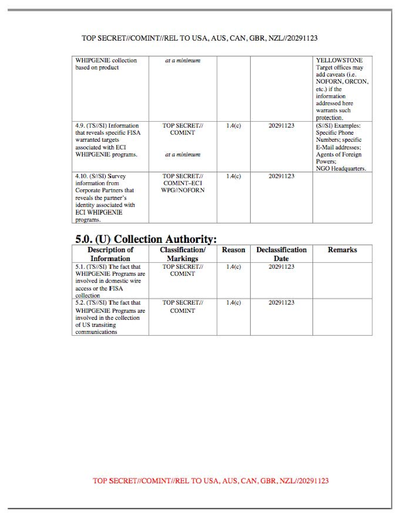 TOP SECRET//COMINT//REL TO USA, AUS, CAN, GBR, NZL//20291123
WHIPGENIE collection
based on product
at a minimum
YELLOWSTONE
Target offices may
add caveats (i.e.
NOFORN, ORCON,
etc.) if the
information
addressed here
warrants such
protection.
4.9. (TS//SI) Information
that reveals specific FISA
warranted targets
associated with ECI
WHIPGENIE programs.
TOP SECRET//
COMINT
at a minimum
1.4(c)
20291123
(S//SI) Examples:
Specific Phone
Numbers; specific
E-Mail addresses:
Agents of Foreign
Powers;
NGO Headquarters.
4.10. (S//SI) Survey
information from
Corporate Partners that
reveals the partner's
identity associated with
ECI WHIPGENIE
programs.
TOP SECRET//
COMINT-ECI
WPG//NOFORN
1.4(c)
20291123
5.0. (U) Collection Authority:
Description of
Information
Classification/
Markings
Reason
Declassification
Date
Remarks
5.1. (TS//SI) The fact that
WHIPGENIE Programs are
involved in domestic wire
access or the FISA
collection
TOP SECRET//
COMINT
1.4(c)
20291123
5.2. (TS//SI) The fact that
WHIPGENIE Programs are
involved in the collection
of US transiting
communications
TOP SECRET//
COMINT
1.4(c)
20291123
TOP SECRET//COMINT//REL TO USA, AUS, CAN, GBR, NZL//20291123